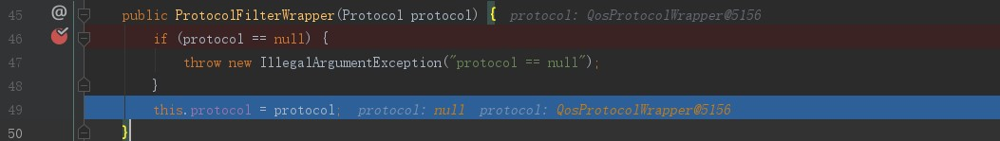 45 @ public ProtocolFilterWrapper(Protocol protocol) { protocol: QosProtocolWrapper@5156
46 if (protocol == null) {
47 throw new IllegalArgumentException("protocol == null");
48 }
49 this.protocol = protocol; protocol: null protocol: QosProtocolWrapper@5156
50 }